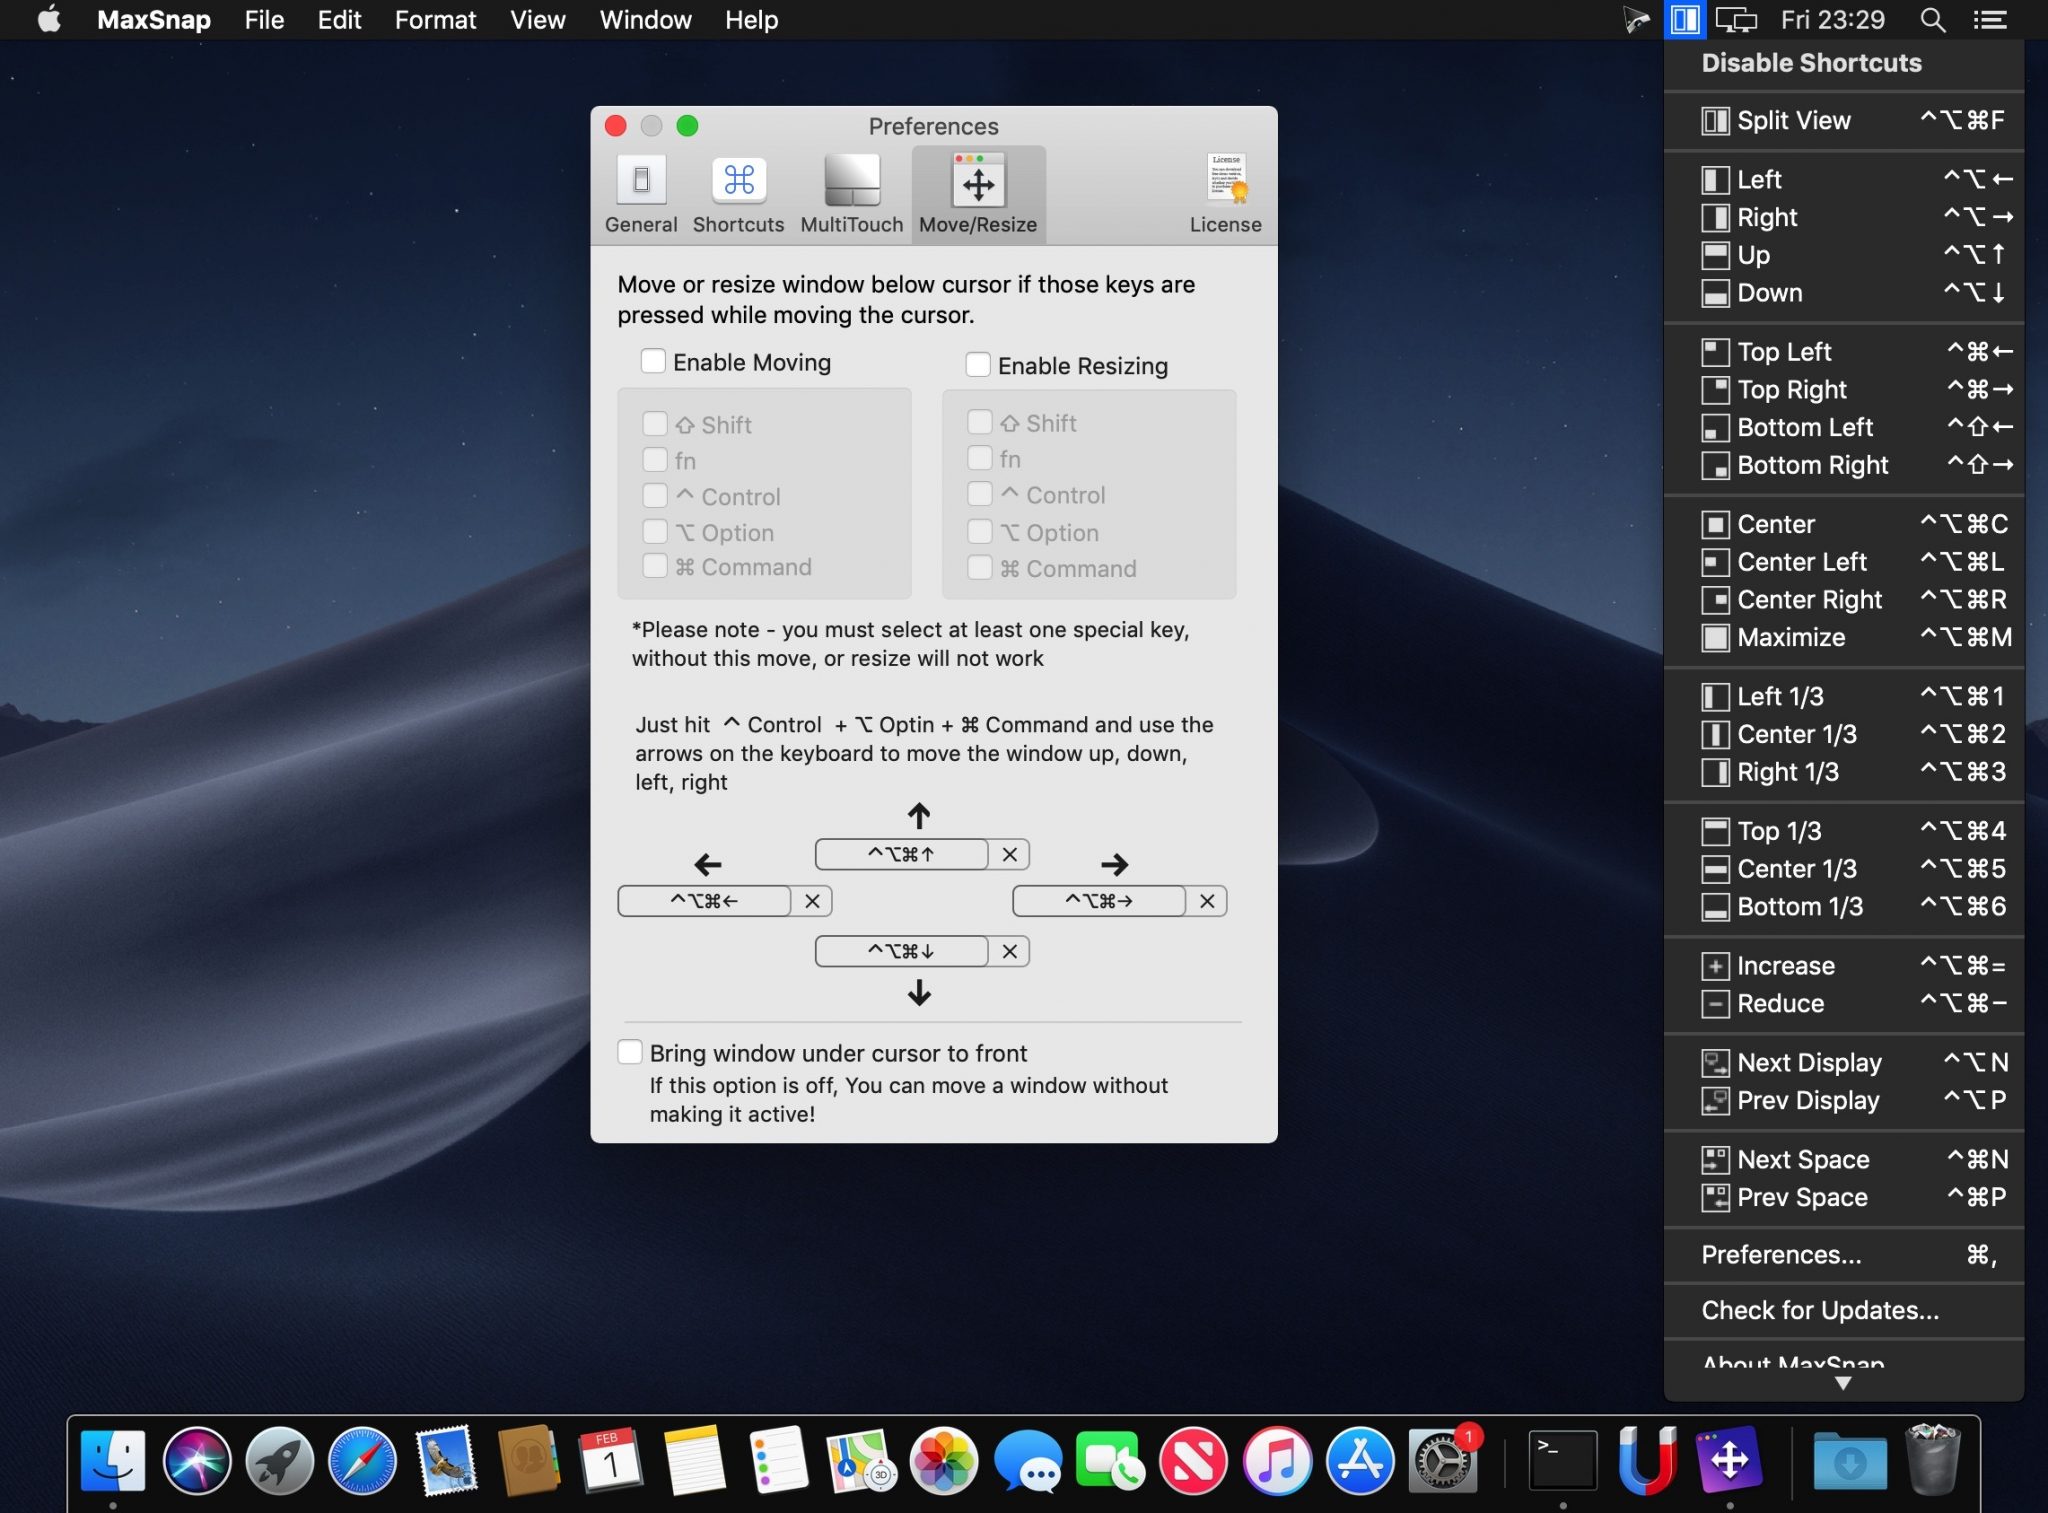 MaxSnap File Edit Format View Window Help Fri 23:29
Preferences
General Shortcuts MultiTouch Move/Resize License
License
Move or resize window below cursor if those keys are
pressed while moving the cursor.
Enable Moving
⇧ Shift
fn
^ Control
⌥ Option
⌘ Command
Enable Resizing
⇧ Shift
fn
^ Control
⌥ Option
⌘ Command
*Please note - you must select at least one special key,
without this move, or resize will not work
Just hit ^ Control + ⌥ Optin + ⌘ Command and use the
arrows on the keyboard to move the window up, down,
left, right
↑
^⌥⌘↑ ×
← →
^⌥⌘← × ^⌥⌘→ ×
^⌥⌘↓ ×
↓
Bring window under cursor to front
If this option is off, You can move a window without
making it active!
Disable Shortcuts
Split View ^⌥⌘F
Left ^⌥←
Right ^⌥→
Up ^⌥↑
Down ^⌥↓
Top Left ^⌘←
Top Right ^⌘→
Bottom Left ^⇧←
Bottom Right ^⇧→
Center ^⌥⌘C
Center Left ^⌥⌘L
Center Right ^⌥⌘R
Maximize ^⌥⌘M
Left 1/3 ^⌥⌘1
Center 1/3 ^⌥⌘2
Right 1/3 ^⌥⌘3
Top 1/3 ^⌥⌘4
Center 1/3 ^⌥⌘5
Bottom 1/3 ^⌥⌘6
Increase ^⌥⌘=
Reduce ^⌥⌘−
Next Display ^⌥N
Prev Display ^⌥P
Next Space ^⌘N
Prev Space ^⌘P
Preferences... ⌘,
Check for Updates...
About MaxSnap
FEB
1
3D
1
>_